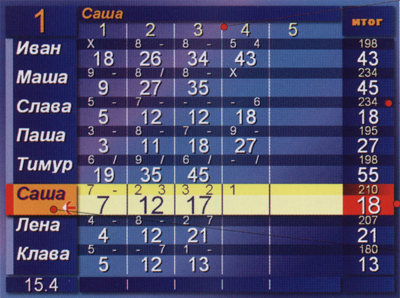 1 Саша итог
1 2 3 4 5
X 8 - 8 - 5 4 198
Иван 18 26 34 43 43
9 - 8 / 8 - X 234
Маша 9 27 35 45
5 - 7 - - - - 6 234
Слава 5 12 12 18 18
3 - 8 - 7 - 9 - 195
Паша 3 11 18 27 27
6 / 9 / 6 / - / 198
Тимур 19 35 45 55
7 - 2 3 3 2 1 210
Саша 7 12 17 18
4 - 8 - 2 7 207
Лена 4 12 21 21
5 - - 7 1 - 180
Клава 5 12 13 13
15.4